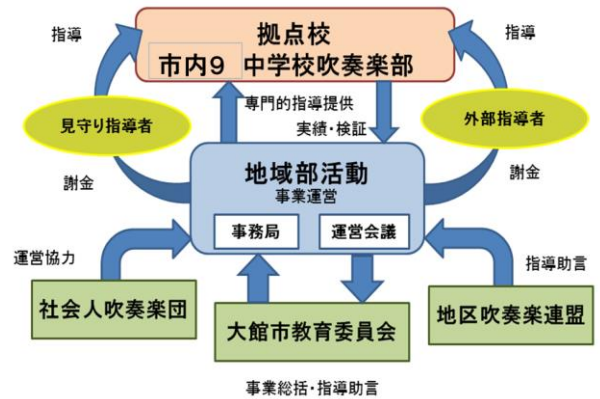 指導
拠点校
指導
市内9 中学校吹奏楽部
専門的指導提供
実績・検証
見守り指導者
外部指導者
謝金
地域部活動
謝金
事業運営
事務局
運営会議
運営協力
指導助言
社会人吹奏楽団
大館市教育委員会
地区吹奏楽連盟
事業総括・指導助言